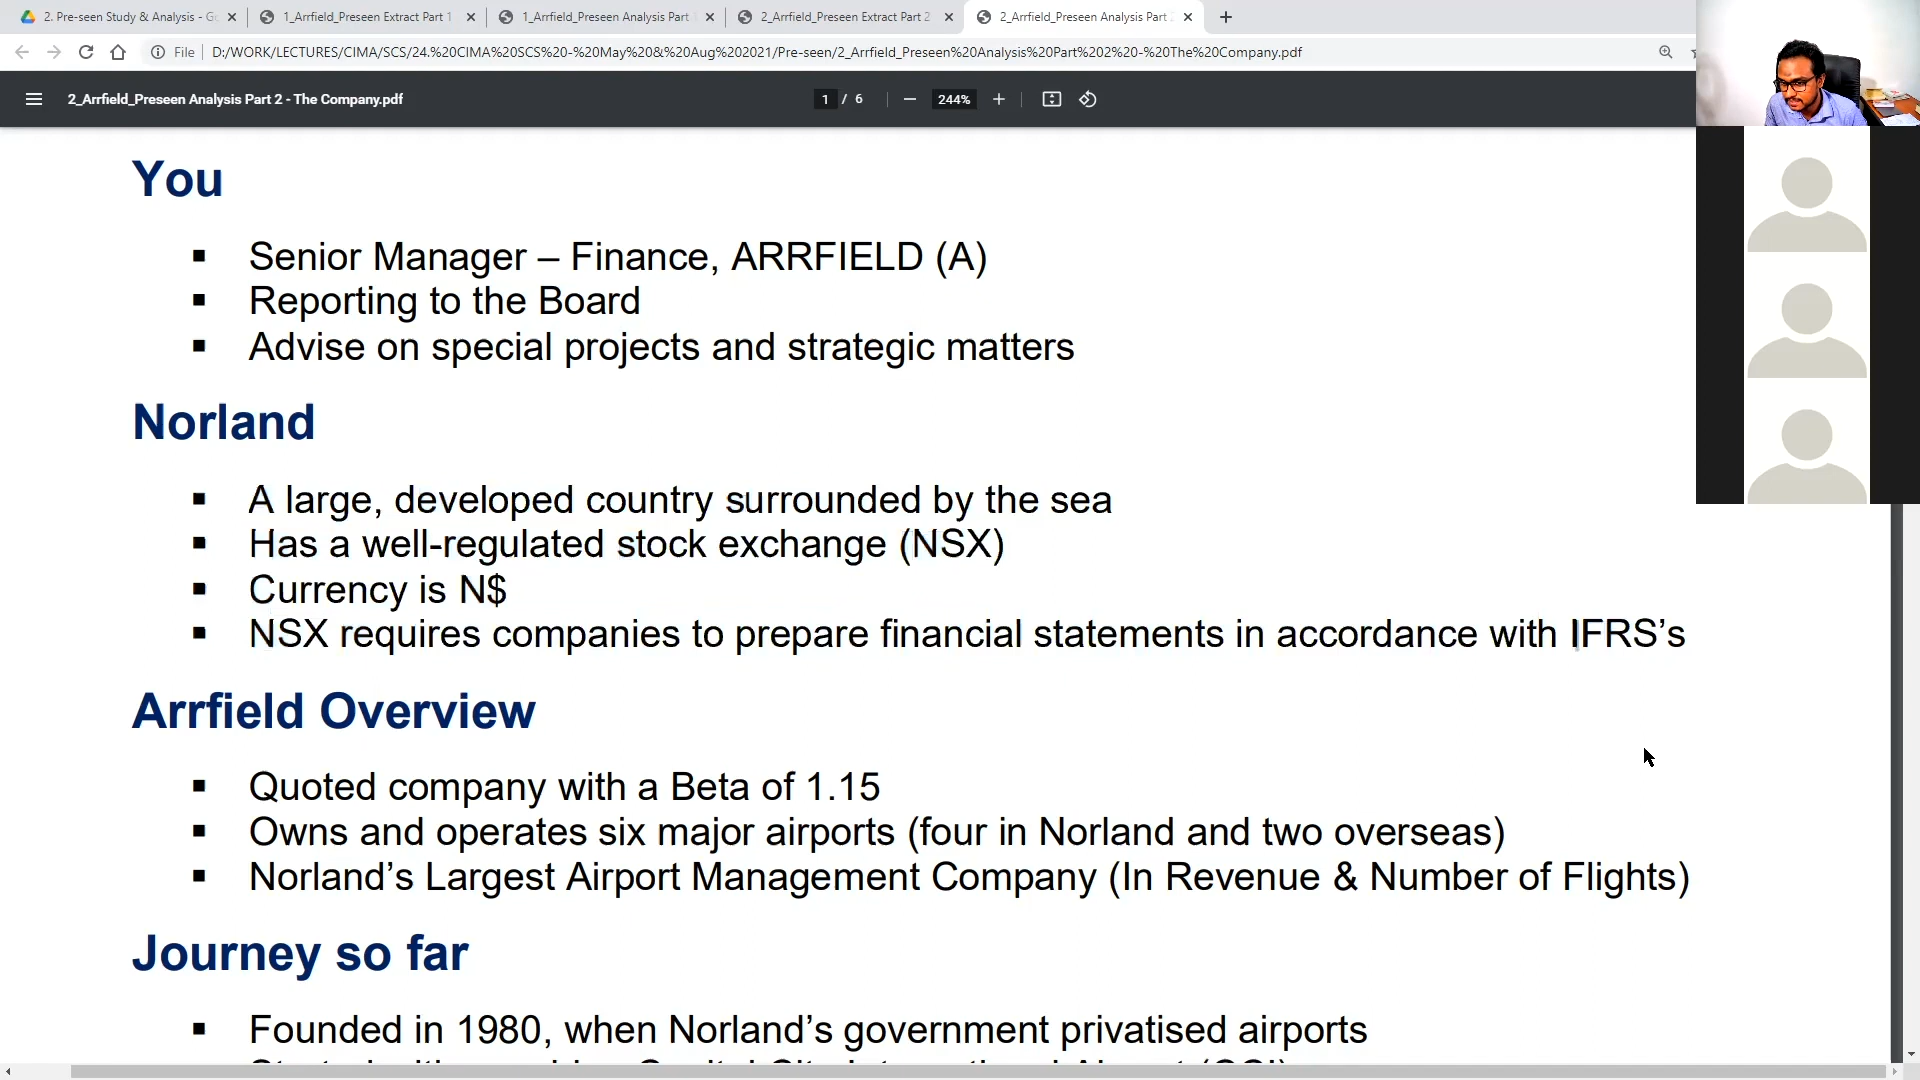 2. Pre-seen Study & Analysis - G
1_Arrfield_Preseen Extract Part 1
1_Arrfield_Preseen Analysis Part
2_Arrfield_Preseen Extract Part 2
2_Arrfield_Preseen Analysis Part
File
D:/WORK/LECTURES/CIMA/SCS/24.%20CIMA%20SCS%20-%20May%20&%20Aug%202021/Pre-seen/2_Arrfield_Preseen%20Analysis%20Part%202%20-%20The%20Company.pdf
2_Arrfield_Preseen Analysis Part 2 - The Company.pdf
1 / 6
244%
You
▪ Senior Manager – Finance, ARRFIELD (A)
▪ Reporting to the Board
▪ Advise on special projects and strategic matters
Norland
▪ A large, developed country surrounded by the sea
▪ Has a well-regulated stock exchange (NSX)
▪ Currency is N$
▪ NSX requires companies to prepare financial statements in accordance with IFRS’s
Arrfield Overview
▪ Quoted company with a Beta of 1.15
▪ Owns and operates six major airports (four in Norland and two overseas)
▪ Norland’s Largest Airport Management Company (In Revenue & Number of Flights)
Journey so far
▪ Founded in 1980, when Norland’s government privatised airports